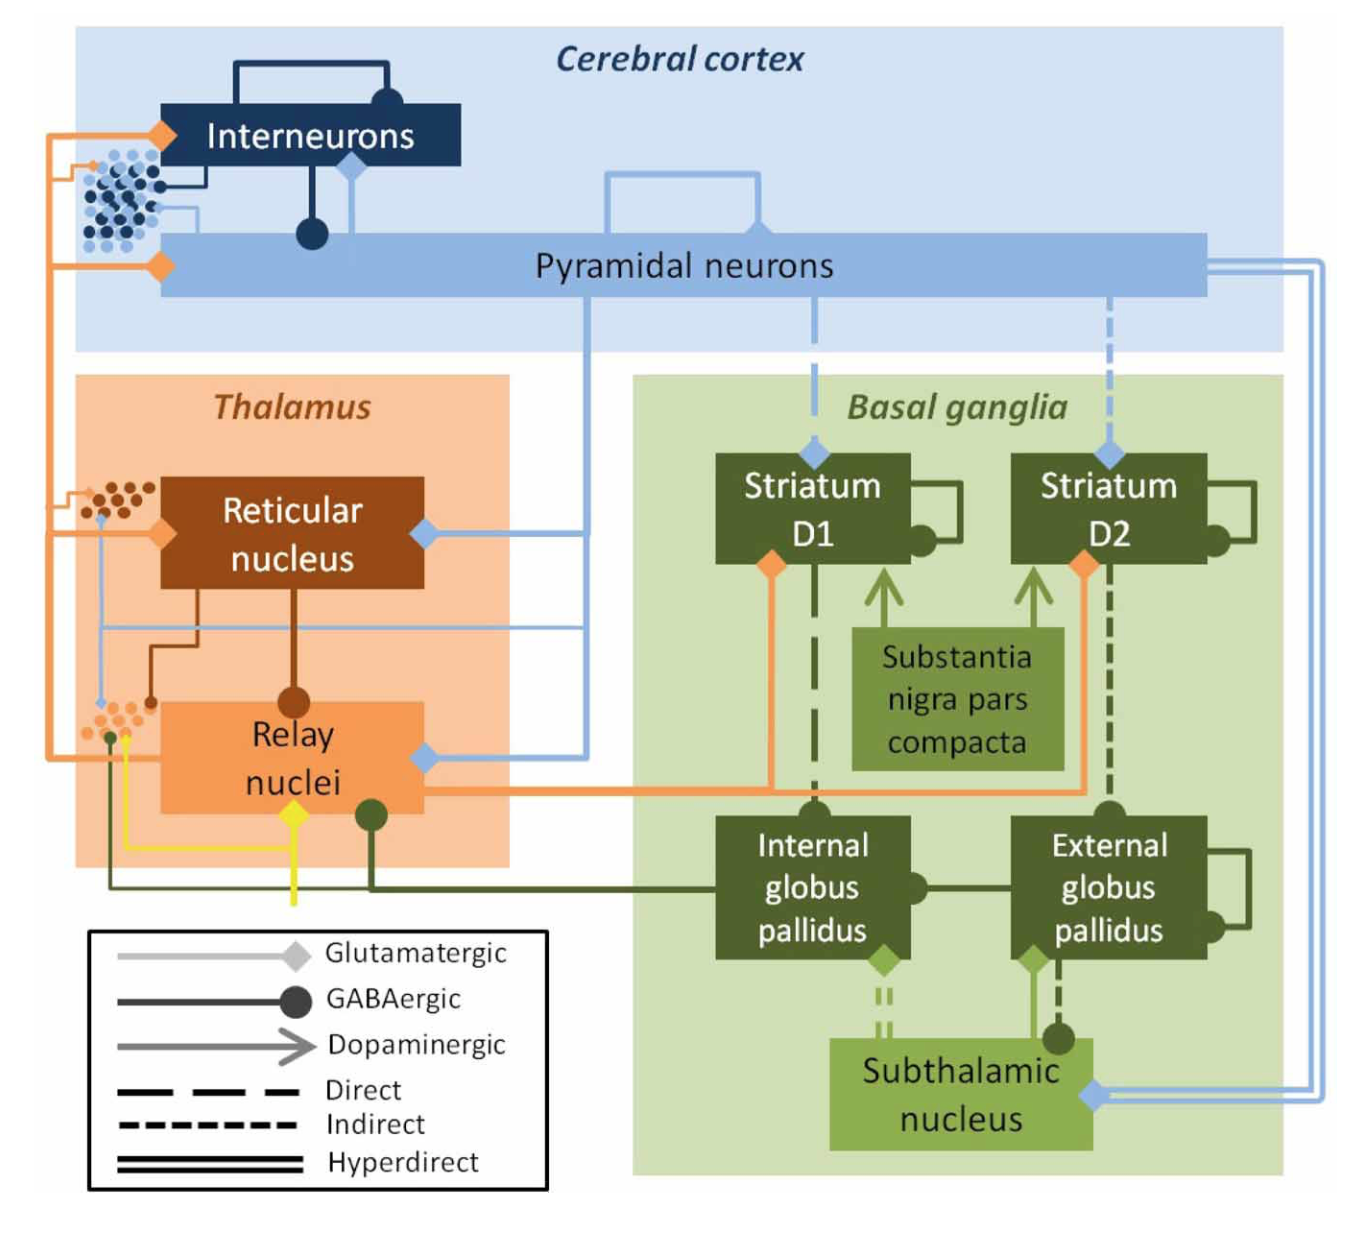 Cerebral cortex
Interneurons
Pyramidal neurons
Thalamus
Basal ganglia
Reticular
nucleus
Striatum
D1
Striatum
D2
Substantia
nigra pars
compacta
Relay
nuclei
Internal
globus
pallidus
External
globus
pallidus
Subthalamic
nucleus
Glutamatergic
GABAergic
Dopaminergic
Direct
Indirect
Hyperdirect